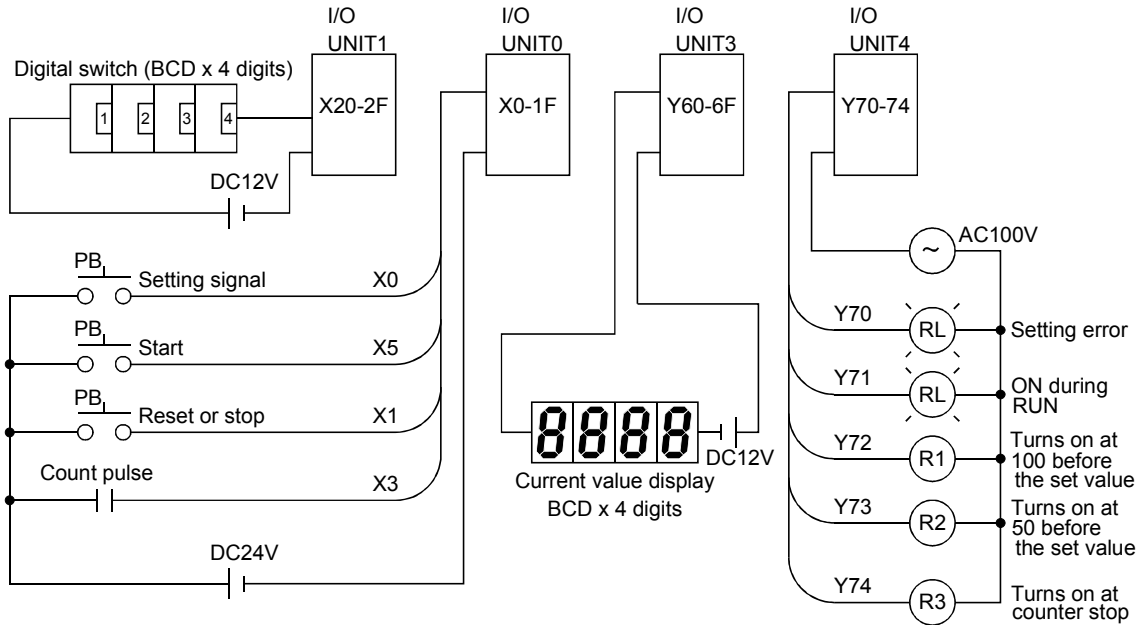 I/O
UNIT1
I/O
UNIT0
I/O
UNIT3
I/O
UNIT4
Digital switch (BCD x 4 digits)
1 2 3 4
X20-2F
X0-1F
Y60-6F
Y70-74
DC12V
AC100V
~
PB
Setting signal
X0
PB
Start
X5
PB
Reset or stop
X1
Count pulse
X3
DC24V
8888
DC12V
Current value display
BCD x 4 digits
Y70
RL
Setting error
Y71
RL
ON during
RUN
Y72
R1
Turns on at
100 before
the set value
Y73
R2
Turns on at
50 before
the set value
Y74
R3
Turns on at
counter stop